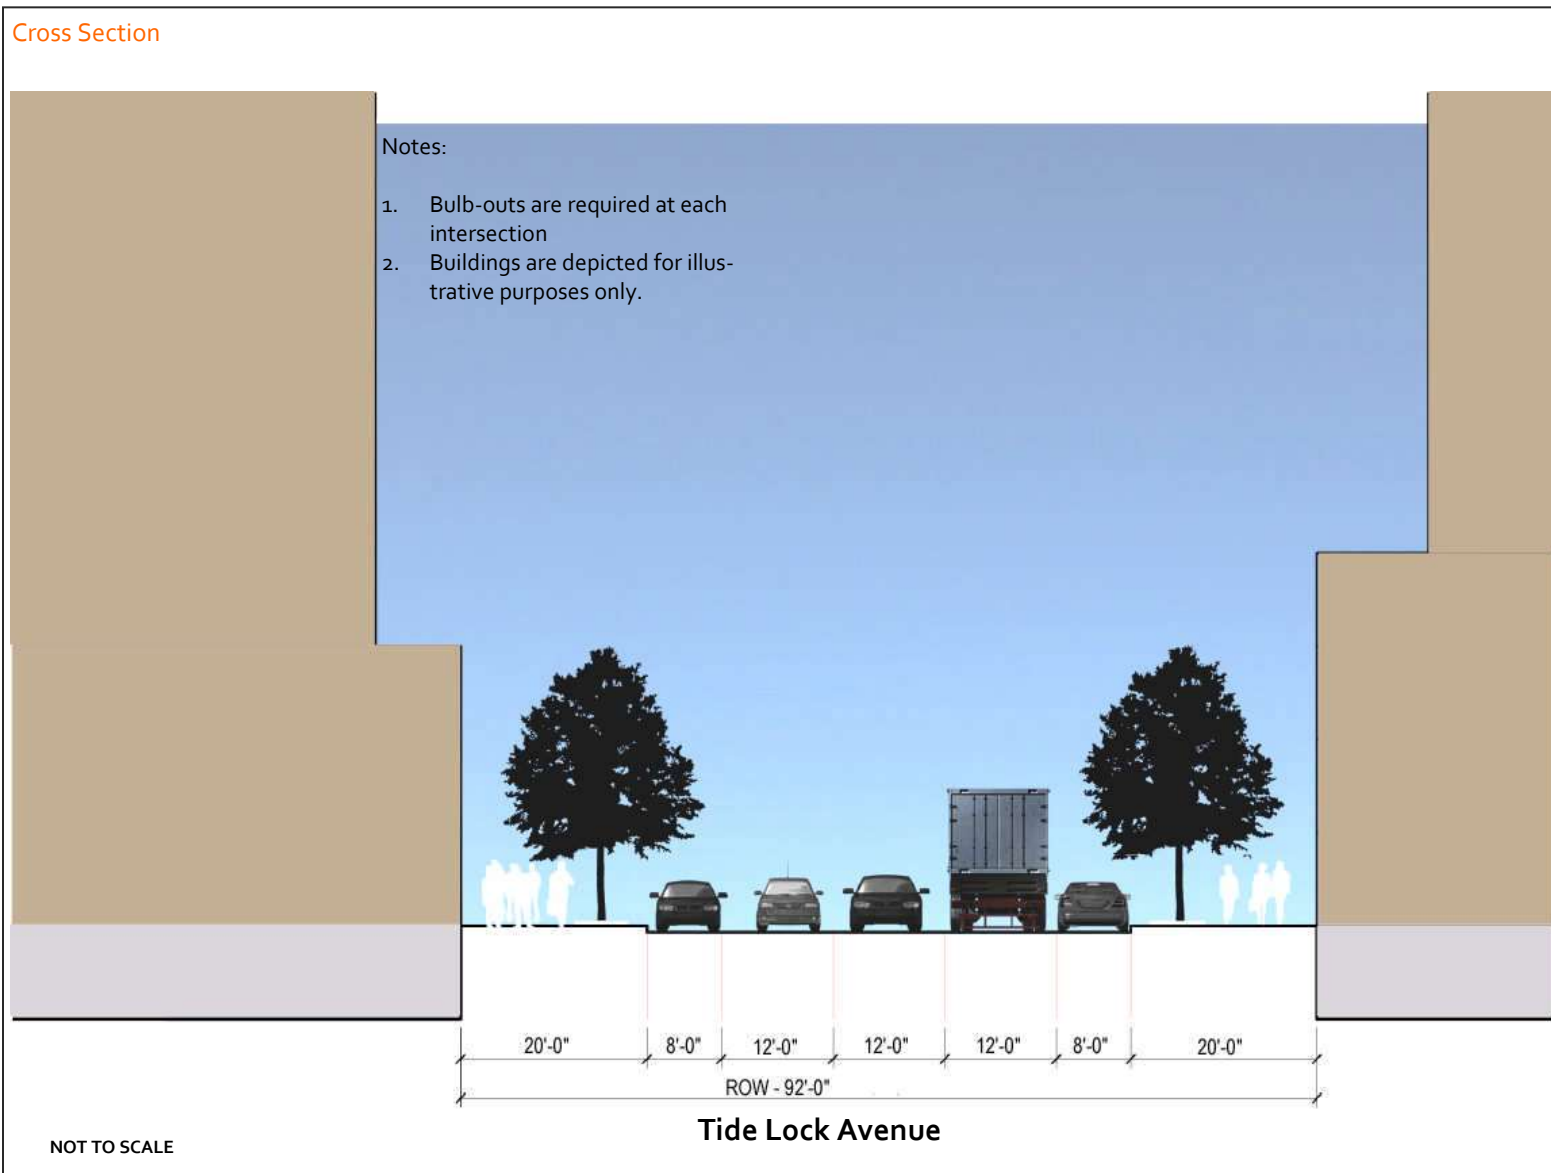 Cross Section
Notes:
1. Bulb-outs are required at each
intersection
2. Buildings are depicted for illus-
trative purposes only.
20'-0" 8'-0" 12'-0" 12'-0" 12'-0" 8'-0" 20'-0"
ROW - 92'-0"
Tide Lock Avenue
NOT TO SCALE